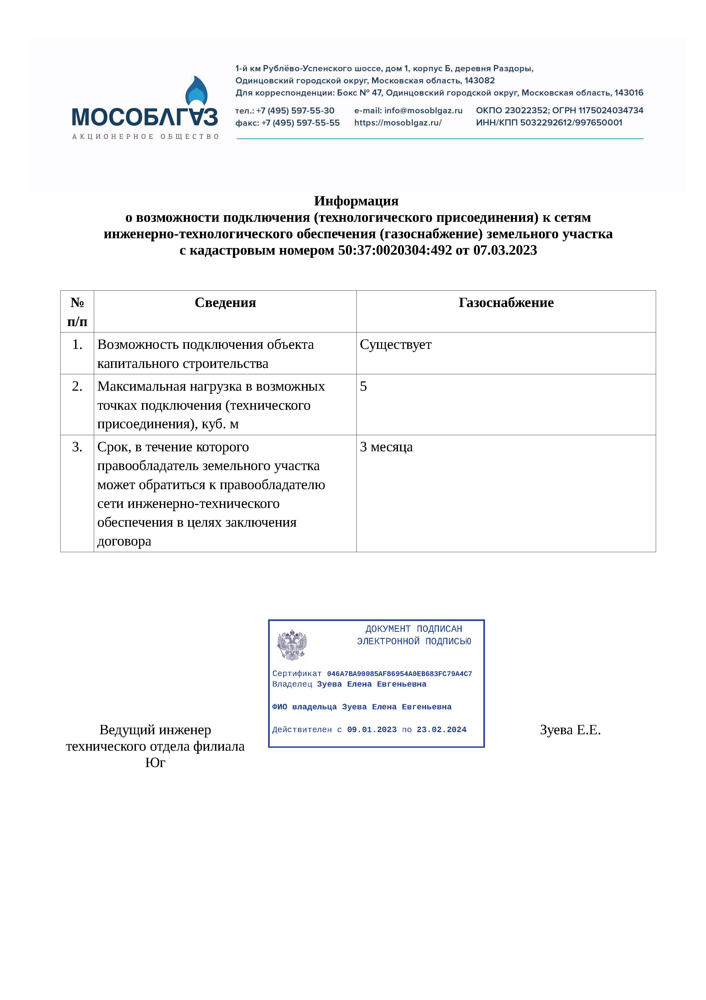 МОСОБЛГАЗ
АКЦИОНЕРНОЕ ОБЩЕСТВО
1-й км Рублёво-Успенского шоссе, дом 1, корпус Б, деревня Раздоры,
Одинцовский городской округ, Московская область, 143082
Для корреспонденции: Бокс № 47, Одинцовский городской округ, Московская область, 143016
тел.: +7 (495) 597-55-30 e-mail: info@mosoblgaz.ru ОКПО 23022352; ОГРН 1175024034734
факс: +7 (495) 597-55-55 https://mosoblgaz.ru/ ИНН/КПП 5032292612/997650001
Информация
о возможности подключения (технологического присоединения) к сетям
инженерно-технологического обеспечения (газоснабжение) земельного участка
с кадастровым номером 50:37:0020304:492 от 07.03.2023
№ Сведения Газоснабжение
п/п
1. Возможность подключения объекта Существует
капитального строительства
2. Максимальная нагрузка в возможных 5
точках подключения (технического
присоединения), куб. м
3. Срок, в течение которого 3 месяца
правообладатель земельного участка
может обратиться к правообладателю
сети инженерно-технического
обеспечения в целях заключения
договора
ДОКУМЕНТ ПОДПИСАН
ЭЛЕКТРОННОЙ ПОДПИСЬЮ
Сертификат 046A7BA90085AF86954A0EB683FC79A4C7
Владелец Зуева Елена Евгеньевна
ФИО владельца Зуева Елена Евгеньевна
Действителен с 09.01.2023 по 23.02.2024
Ведущий инженер
технического отдела филиала
Юг
Зуева Е.Е.